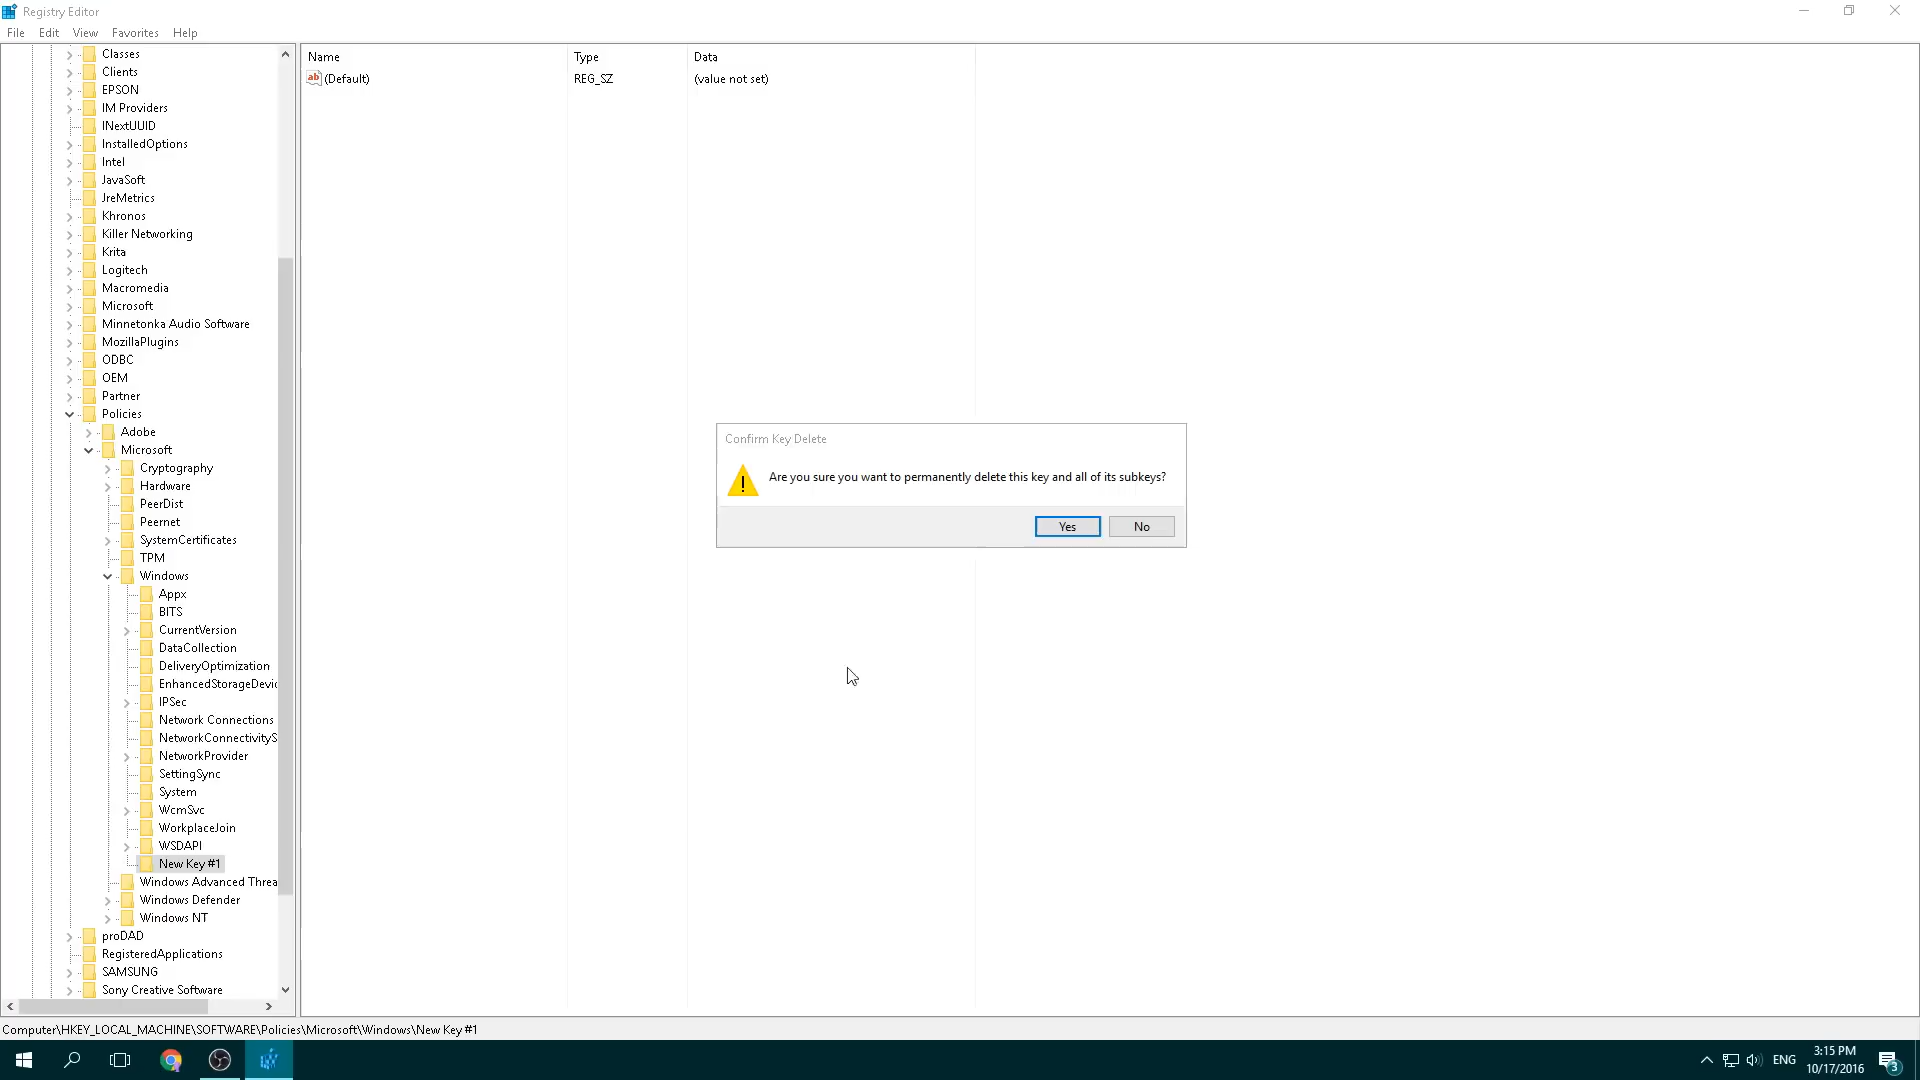 Registry Editor
File Edit View Favorites Help
Classes
Clients
EPSON
IM Providers
INextUUID
InstalledOptions
Intel
JavaSoft
JreMetrics
Khronos
Killer Networking
Krita
Logitech
Macromedia
Microsoft
Minnetonka Audio Software
MozillaPlugins
ODBC
OEM
Partner
Policies
Adobe
Microsoft
Cryptography
Hardware
PeerDist
Peernet
SystemCertificates
TPM
Windows
Appx
BITS
CurrentVersion
DataCollection
DeliveryOptimization
EnhancedStorageDevic
IPSec
Network Connections
NetworkConnectivityS
NetworkProvider
SettingSync
System
WcmSvc
WorkplaceJoin
WSDAPI
New Key #1
Windows Advanced Threa
Windows Defender
Windows NT
proDAD
RegisteredApplications
SAMSUNG
Sony Creative Software
Name Type Data
ab (Default) REG_SZ (value not set)
Confirm Key Delete
Are you sure you want to permanently delete this key and all of its subkeys?
Yes No
Computer\HKEY_LOCAL_MACHINE\SOFTWARE\Policies\Microsoft\Windows\New Key #1
ENG
3:15 PM
10/17/2016
3